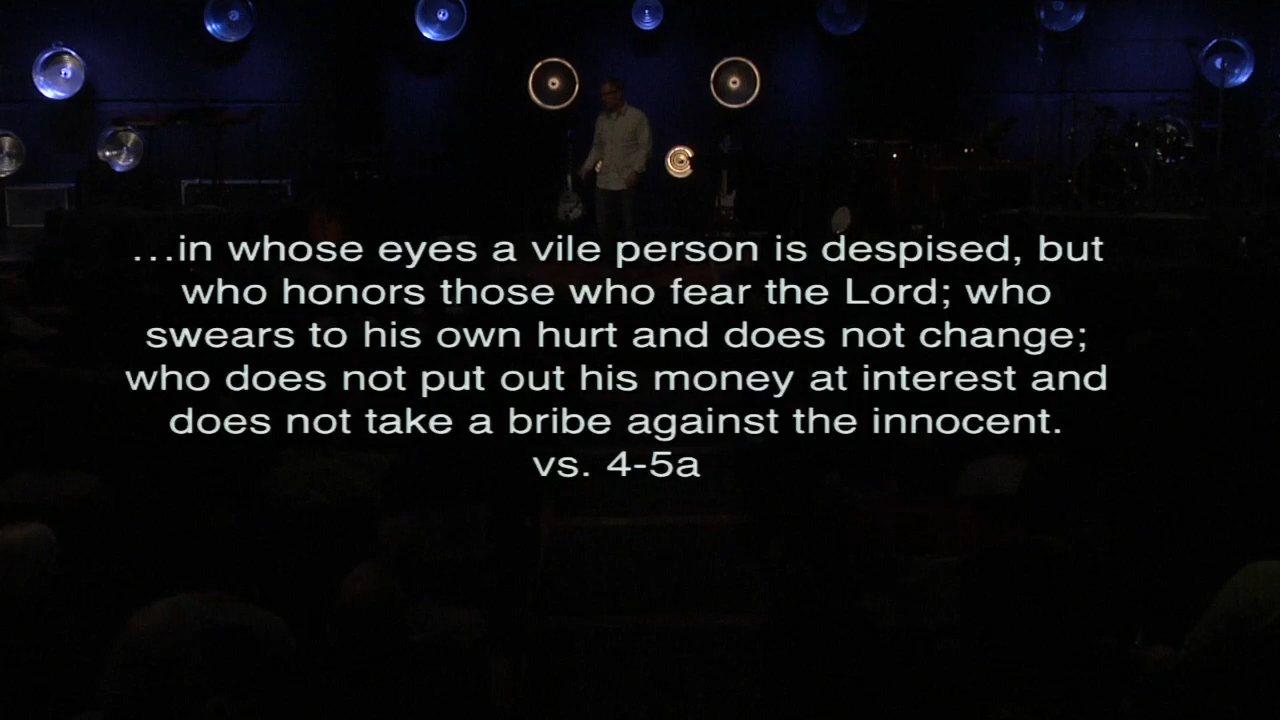 ...in whose eyes a vile person is despised, but
who honors those who fear the Lord; who
swears to his own hurt and does not change;
who does not put out his money at interest and
does not take a bribe against the innocent.
vs. 4-5a